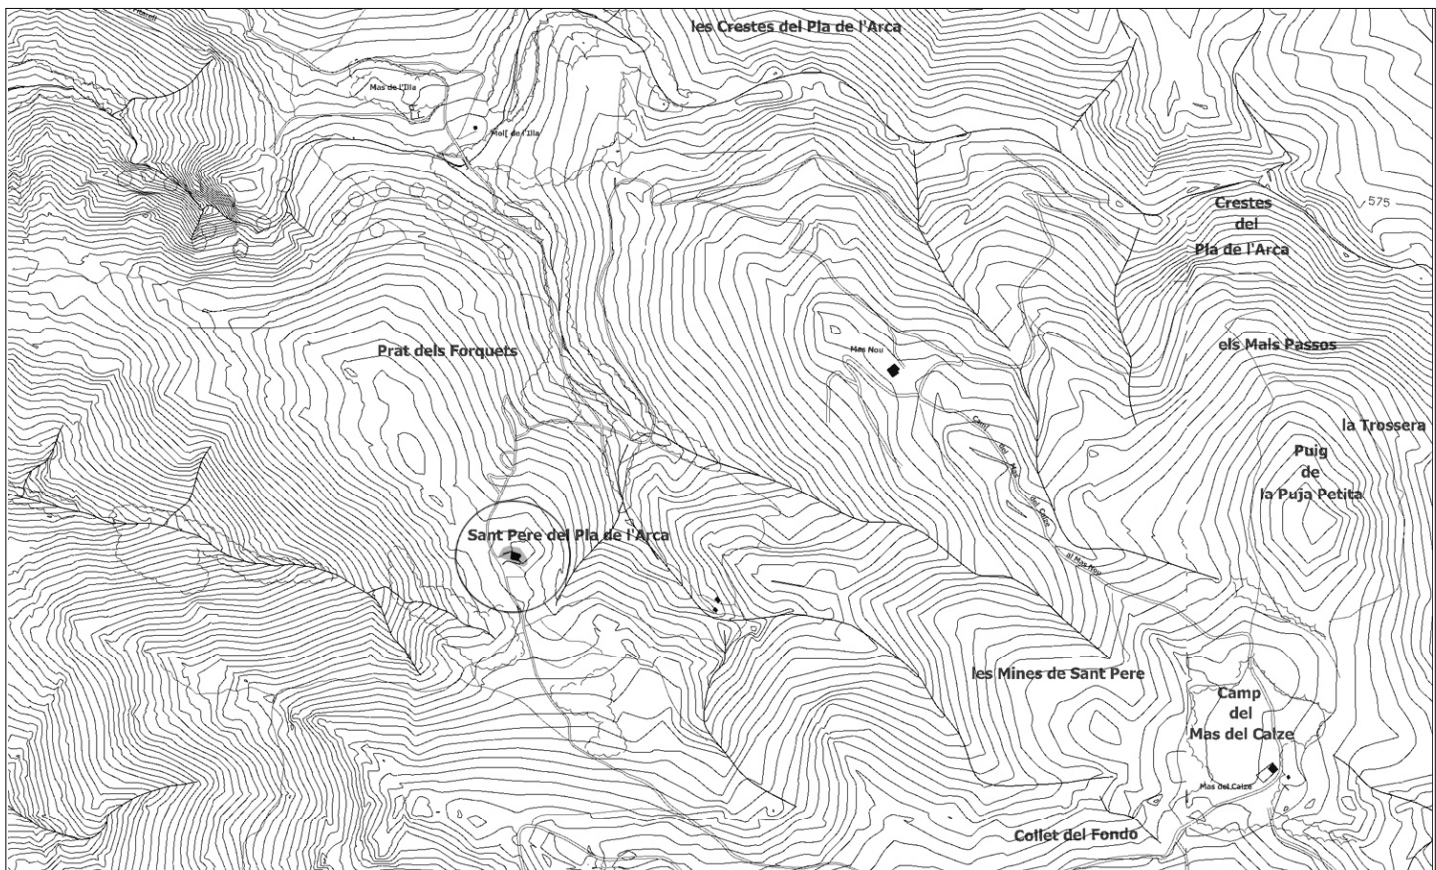 les Crestes del Pla de l'Arca
Mas de l'Illa
Molí de l'Illa
575
Crestes
del
Pla de l'Arca
els Mals Passos
Prat dels Forquets
Mas Nou
la Trossera
Camí del Mas del Calze
al Mas Nou
Puig
de
la Puja Petita
Sant Pere del Pla de l'Arca
les Mines de Sant Pere
Camp
del
Mas del Calze
Mas del Calze
Collet del Fondo